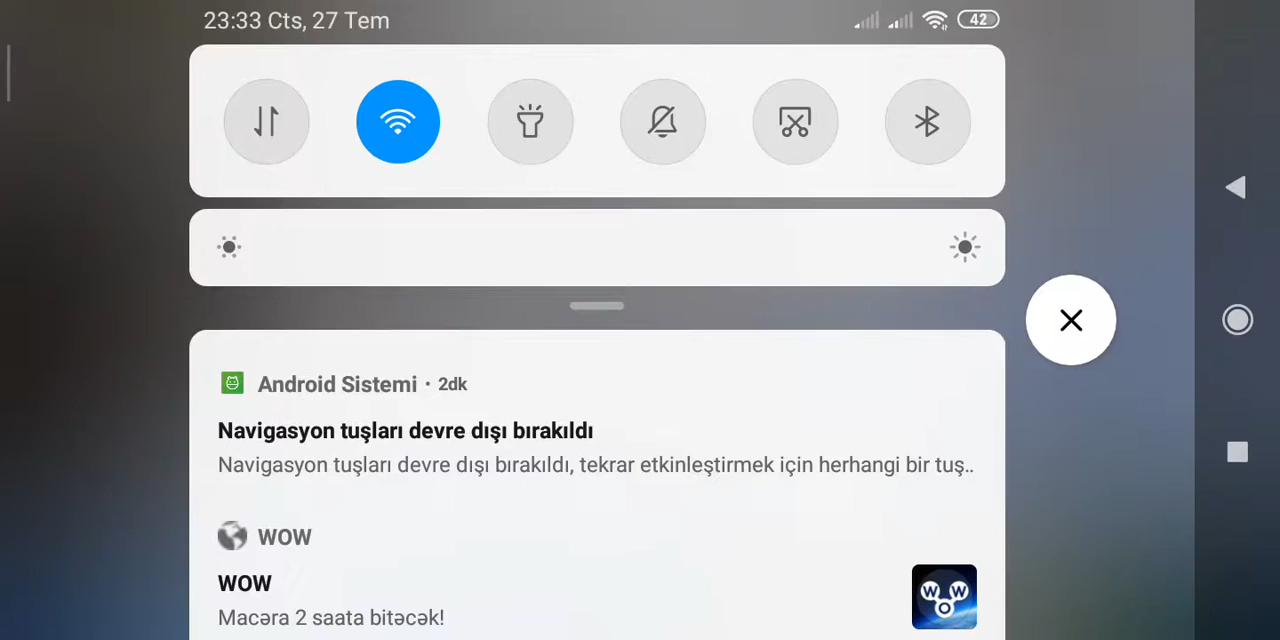 23:33 Cts, 27 Tem
42
Android Sistemi · 2dk
Navigasyon tuşları devre dışı bırakıldı
Navigasyon tuşları devre dışı bırakıldı, tekrar etkinleştirmek için herhangi bir tuş..
WOW
WOW
Macəra 2 saata bitəcək!
W W
O